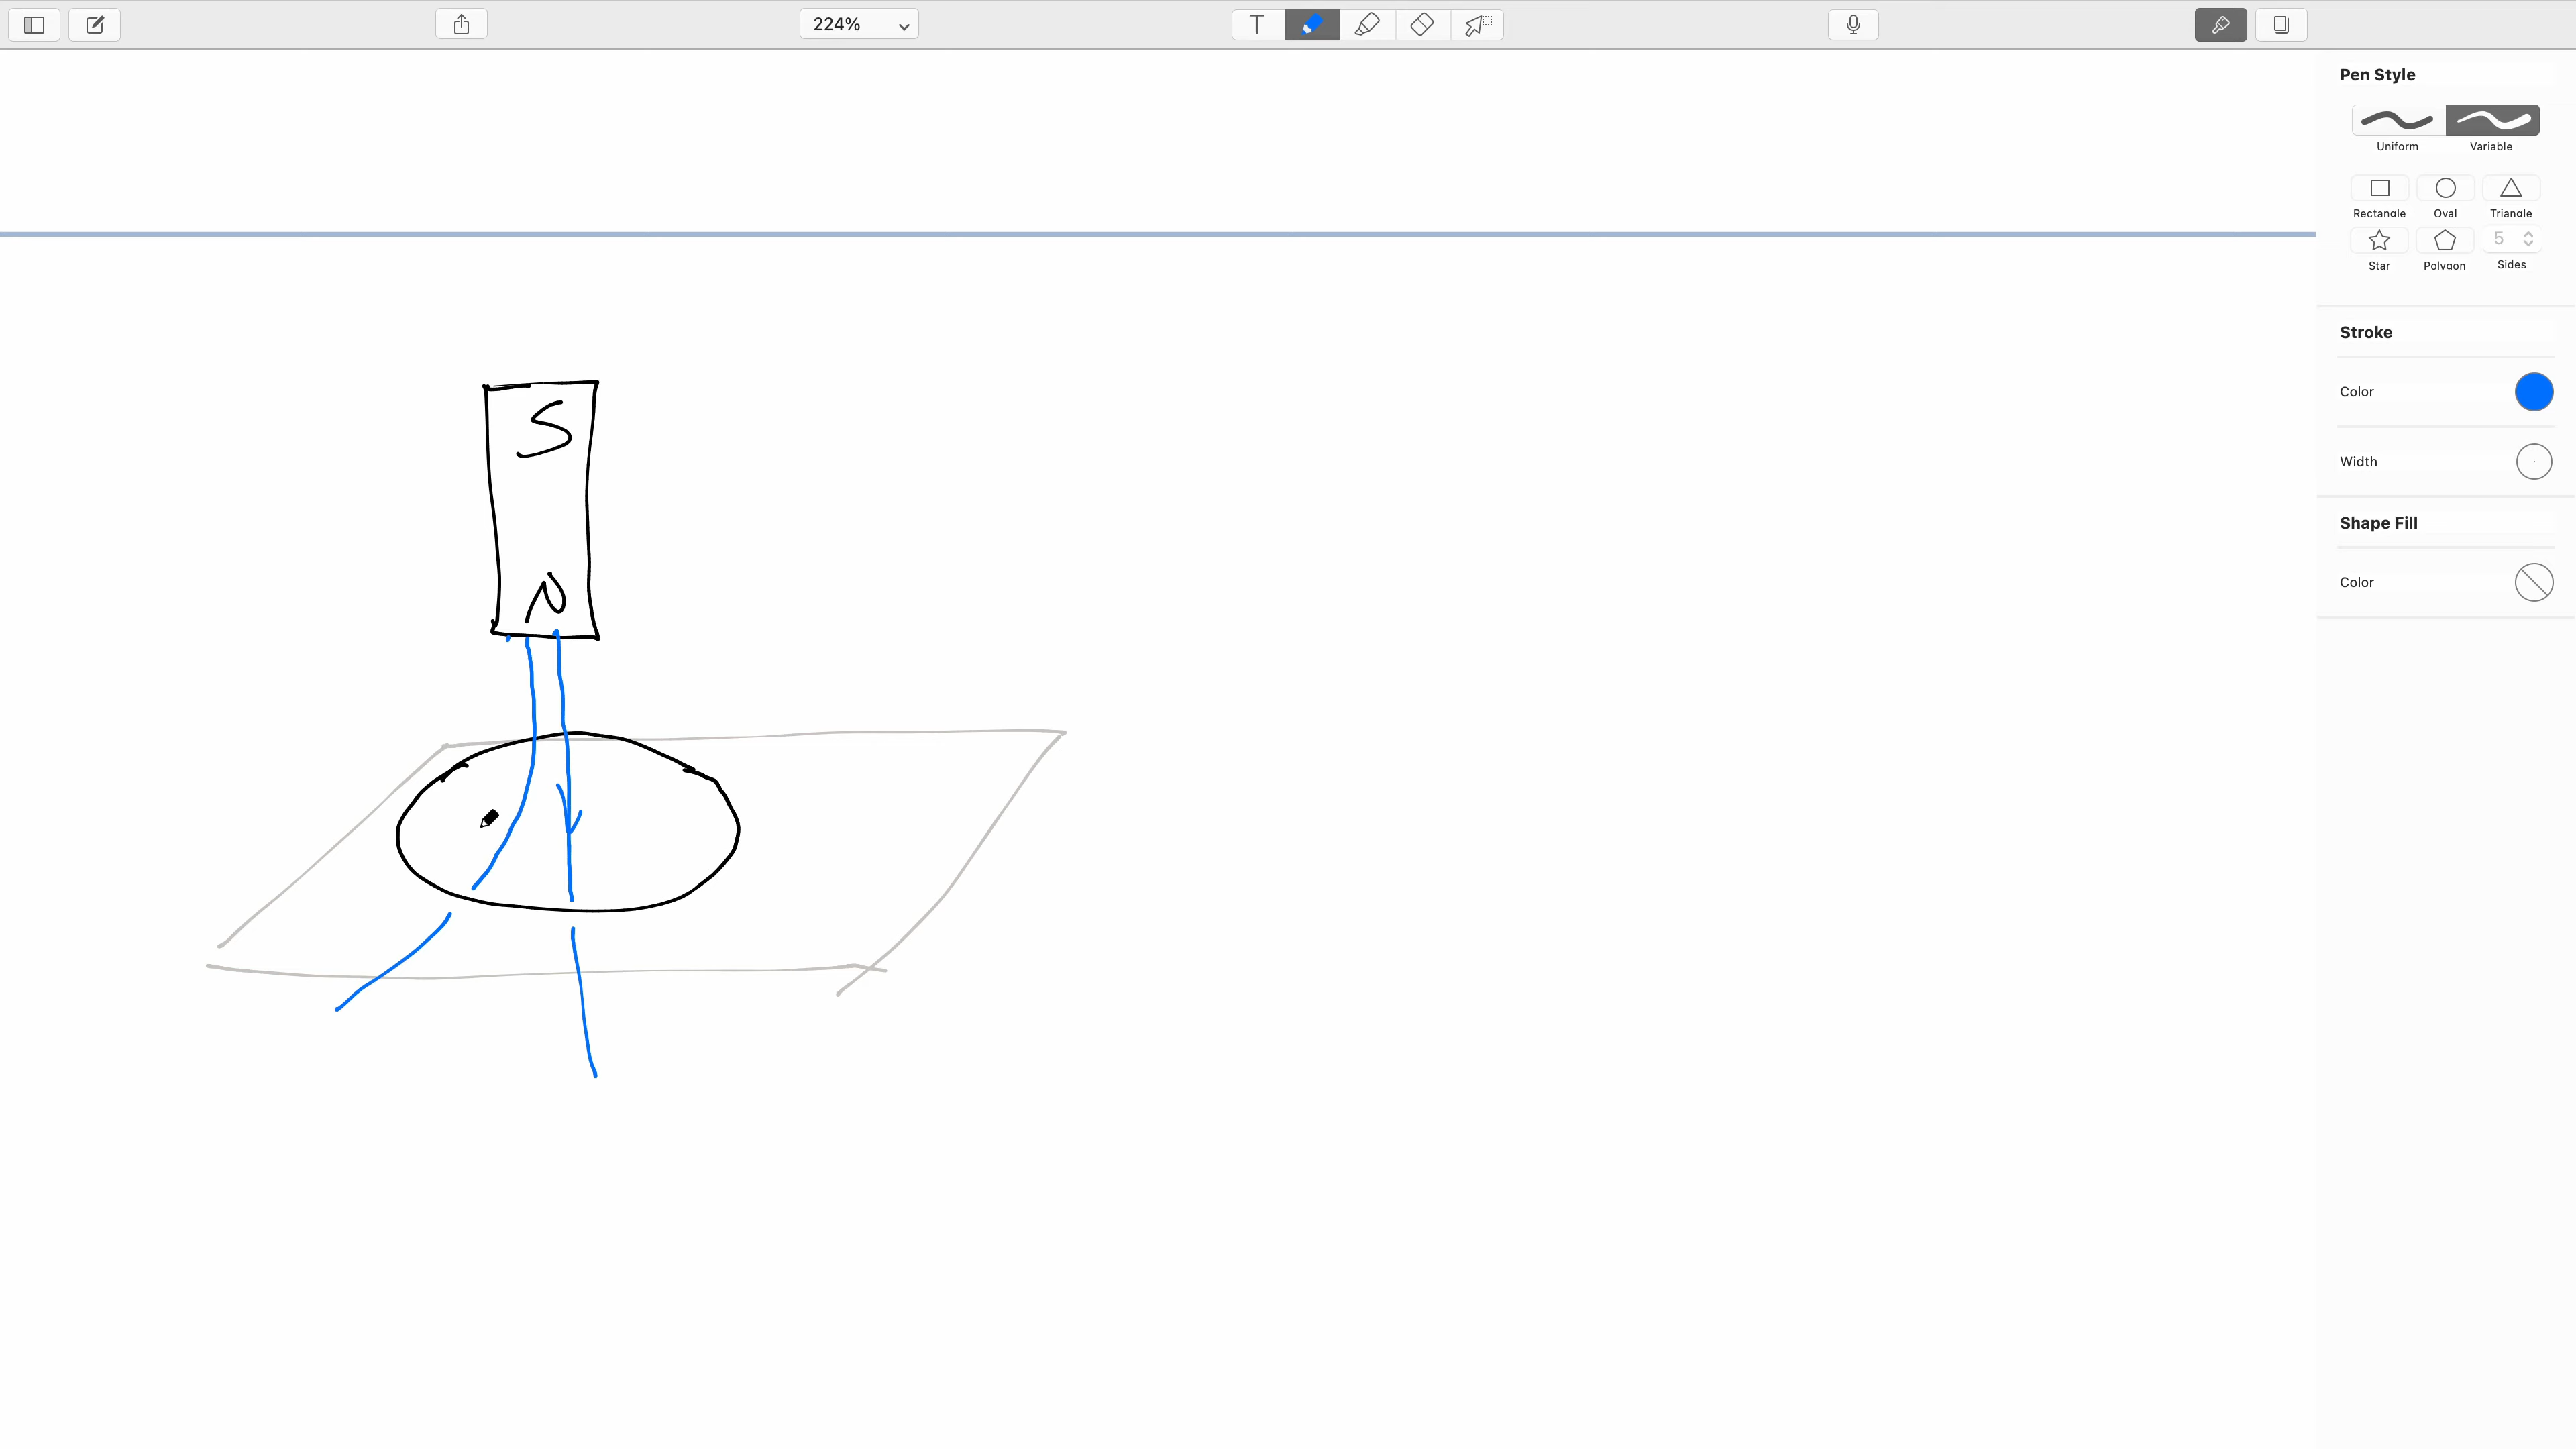 224%
T
Pen Style
Uniform Variable
Rectangle Oval Triangle
5
Star Polygon Sides
Stroke
Color
Width
Shape Fill
Color
S
N